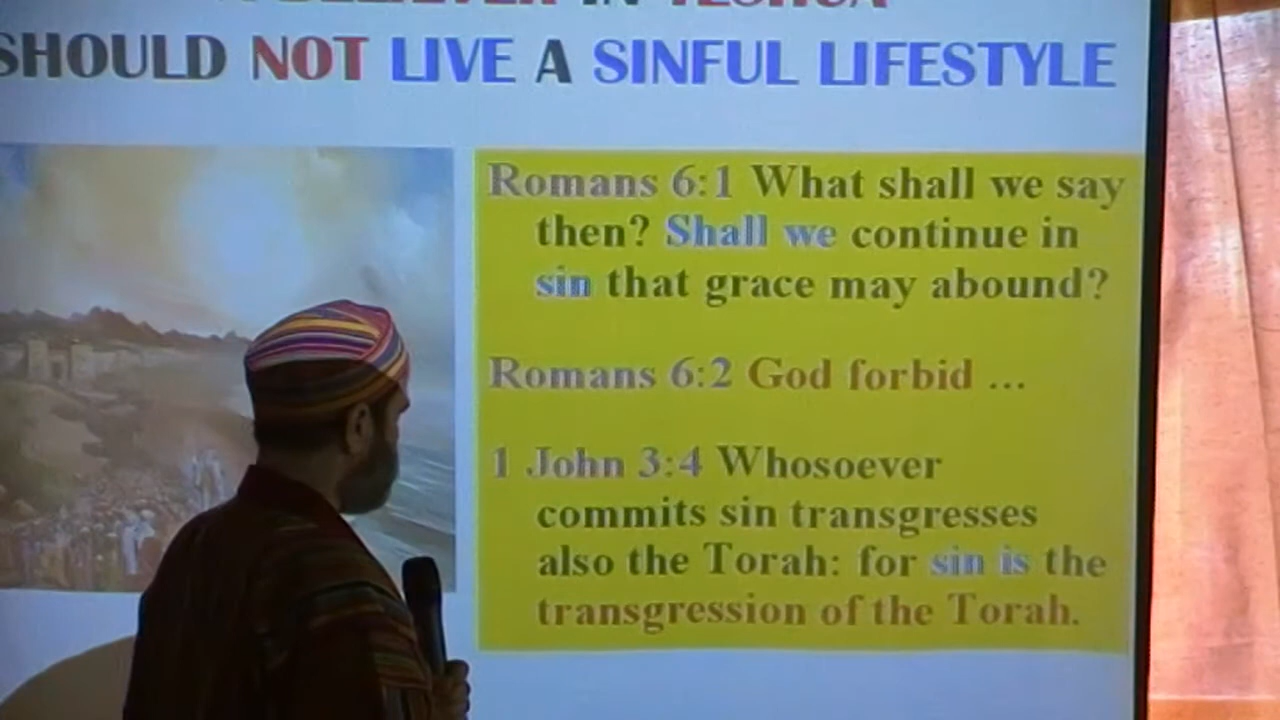 IN YESHUA
SHOULD NOT LIVE A SINFUL LIFESTYLE
Romans 6:1 What shall we say
then? Shall we continue in
sin that grace may abound?
Romans 6:2 God forbid ...
1 John 3:4 Whosoever
commits sin transgresses
also the Torah: for sin is the
transgression of the Torah.